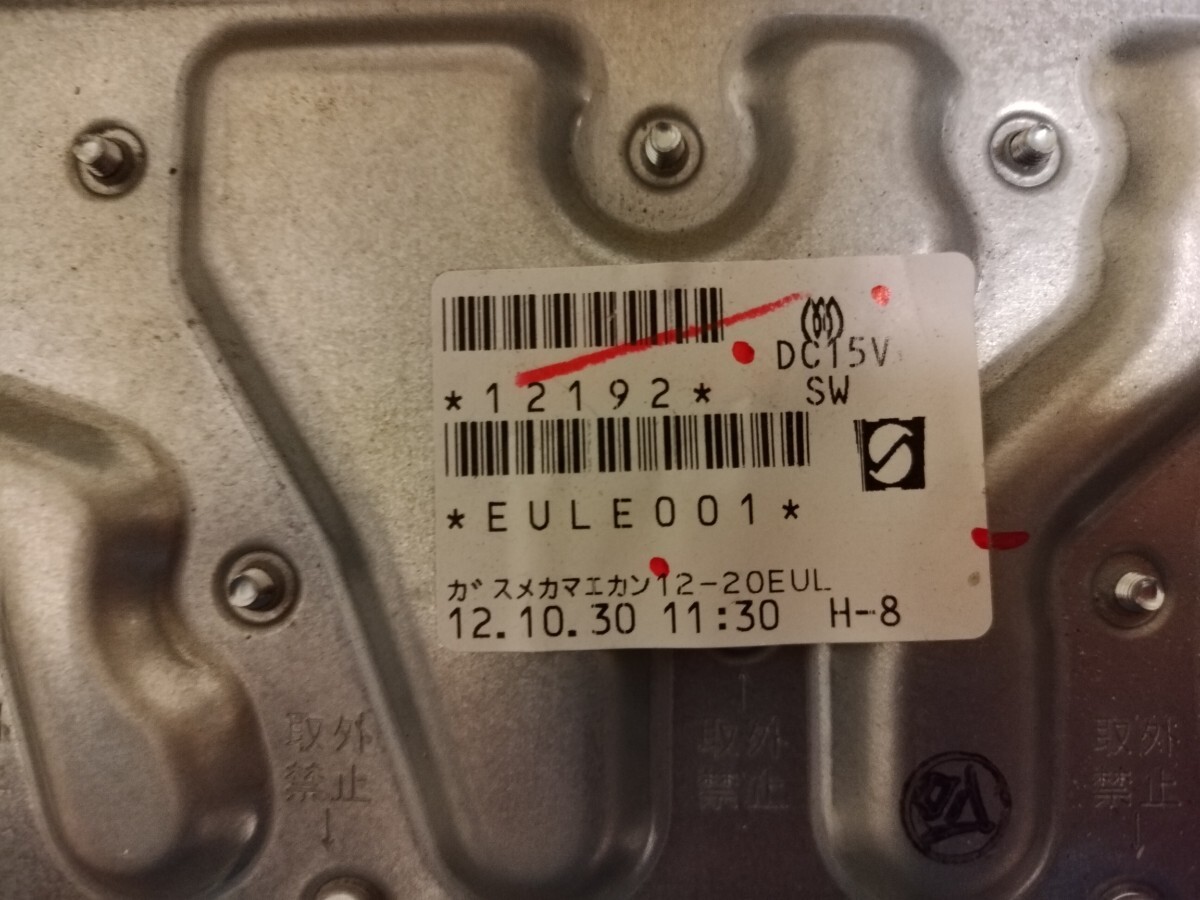 DC15V
*12192*
SW
*EULE001*
ガスメカマエカン12-20EUL
12.10.30 11:30 H-8
取外
禁止
↓
↑
取外
禁止
取外
禁止
↓